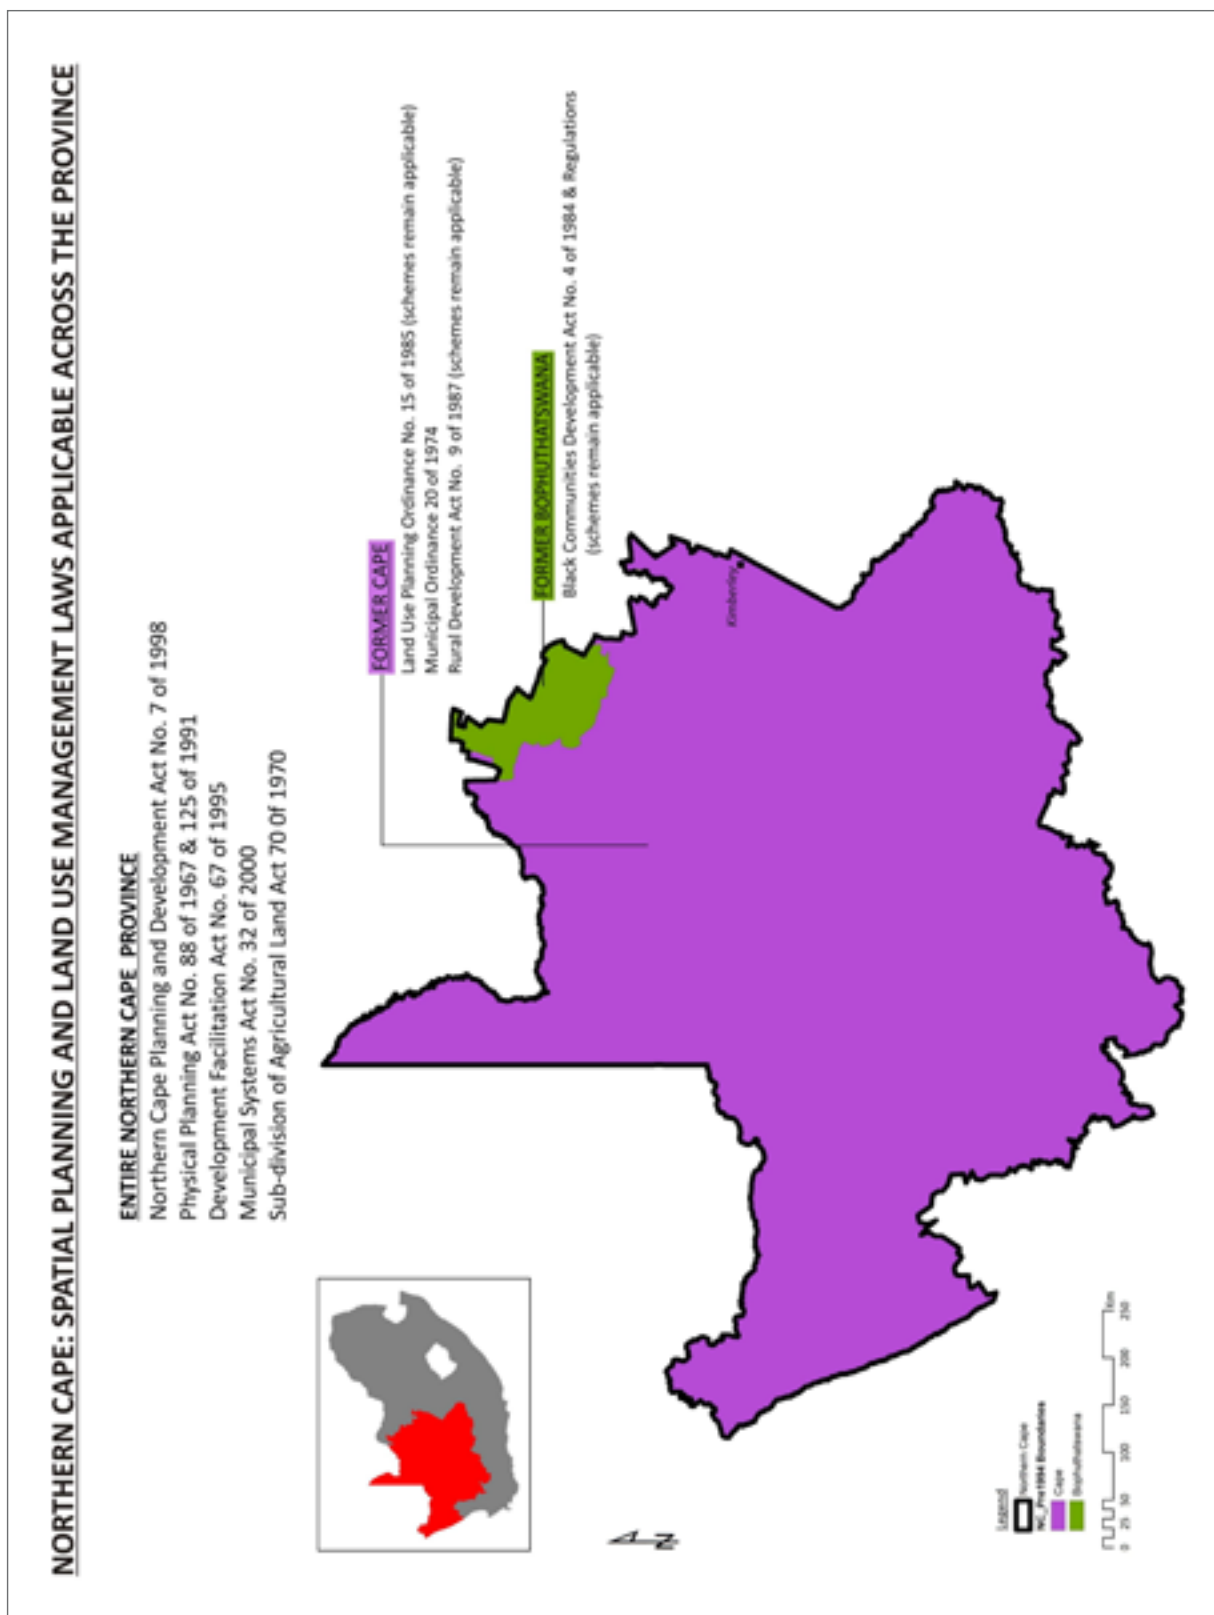 NORTHERN CAPE: SPATIAL PLANNING AND LAND USE MANAGEMENT LAWS APPLICABLE ACROSS THE PROVINCE
ENTIRE NORTHERN CAPE PROVINCE
Northern Cape Planning and Development Act No. 7 of 1998
Physical Planning Act No. 88 of 1967 & 125 of 1991
Development Facilitation Act No. 67 of 1995
Municipal Systems Act No. 32 of 2000
Sub-division of Agricultural Land Act 70 Of 1970
FORMER CAPE
Land Use Planning Ordinance No. 15 of 1985 (schemes remain applicable)
Municipal Ordinance 20 of 1974
Rural Development Act No. 9 of 1987 (schemes remain applicable)
FORMER BOPHUTHATSWANA
Black Communities Development Act No. 4 of 1984 & Regulations
(schemes remain applicable)
Kimberley
N
Legend
Northern Cape
NC_Pre1994 Boundaries
Cape
Bophuthatswana
0 25 50 100 150 200 250
Km